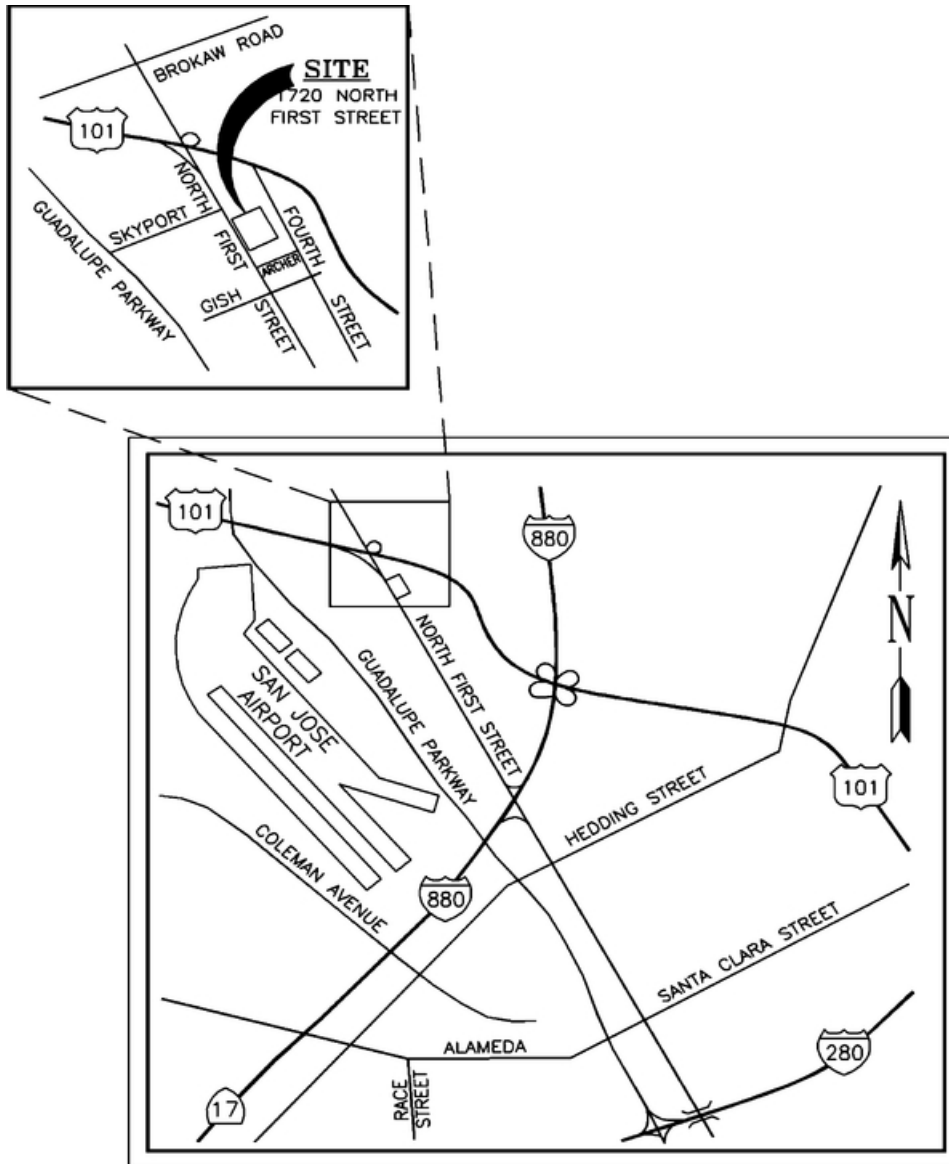 BROKAW ROAD
SITE
1720 NORTH
FIRST STREET
101
NORTH
FIRST
STREET
SKYPORT
GUADALUPE PARKWAY
FOURTH
STREET
ARCHER
GISH
101
880
N
NORTH FIRST STREET
GUADALUPE PARKWAY
SAN JOSE
AIRPORT
101
HEDDING STREET
COLEMAN AVENUE
880
SANTA CLARA STREET
ALAMEDA
280
RACE
STREET
17